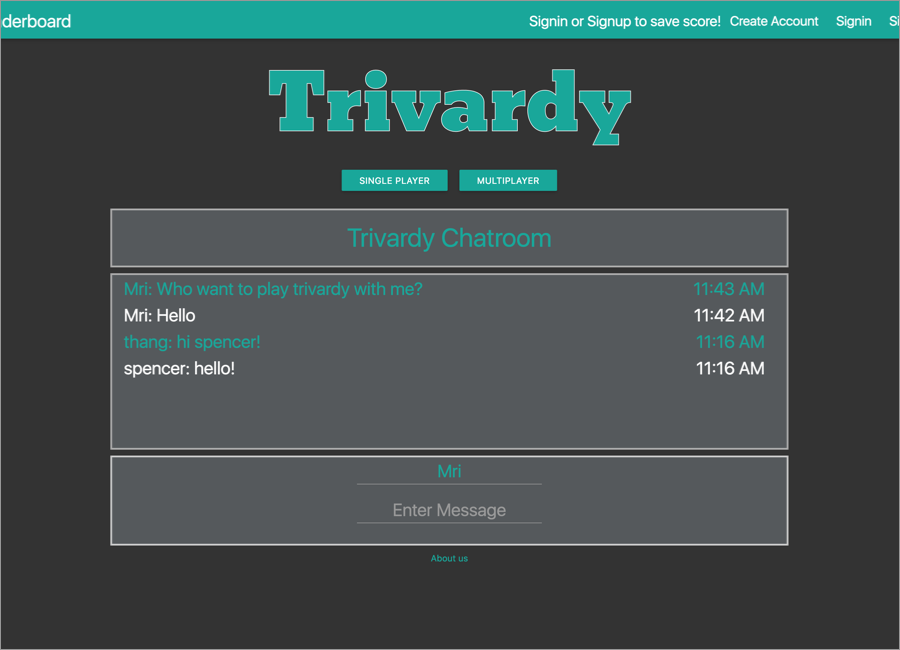 derboard Signin or Signup to save score! Create Account Signin Si
Trivardy
SINGLE PLAYER MULTIPLAYER
Trivardy Chatroom
Mri: Who want to play trivardy with me? 11:43 AM
Mri: Hello 11:42 AM
thang: hi spencer! 11:16 AM
spencer: hello! 11:16 AM
Mri
Enter Message
About us